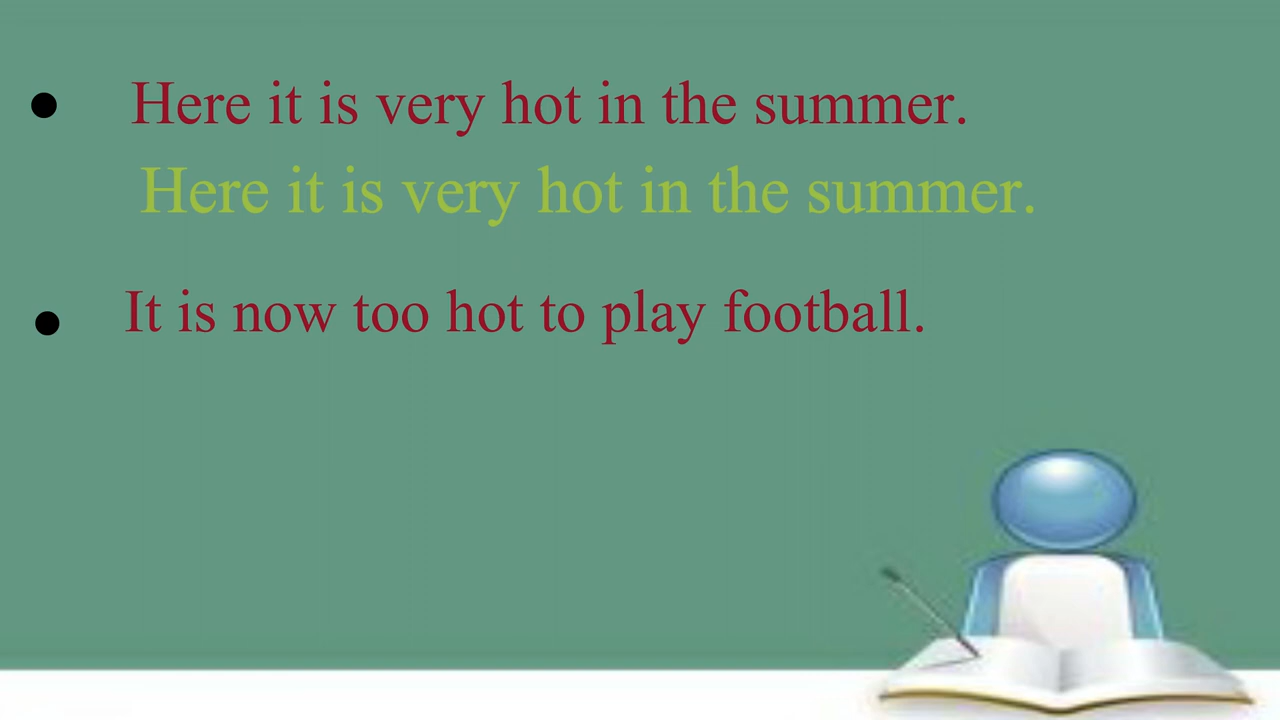 Here it is very hot in the summer.
Here it is very hot in the summer.
It is now too hot to play football.